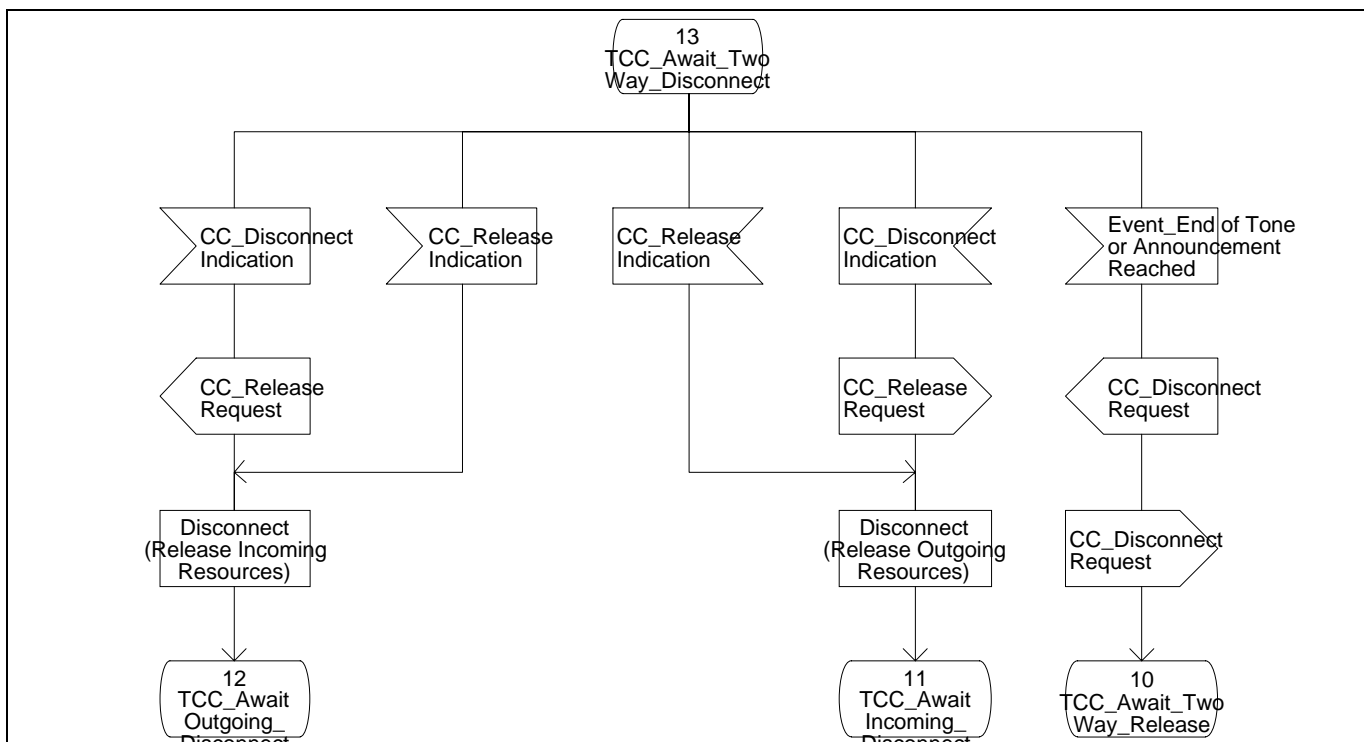 13
TCC_Await_Two
Way_Disconnect
CC_Disconnect
Indication
CC_Release
Indication
CC_Release
Indication
CC_Disconnect
Indication
Event_End of Tone
or Announcement
Reached
CC_Release
Request
CC_Release
Request
CC_Disconnect
Request
Disconnect
(Release Incoming
Resources)
Disconnect
(Release Outgoing
Resources)
CC_Disconnect
Request
12
TCC_Await
Outgoing_
Disconnect
11
TCC_Await
Incoming_
Disconnect
10
TCC_Await_Two
Way_Release